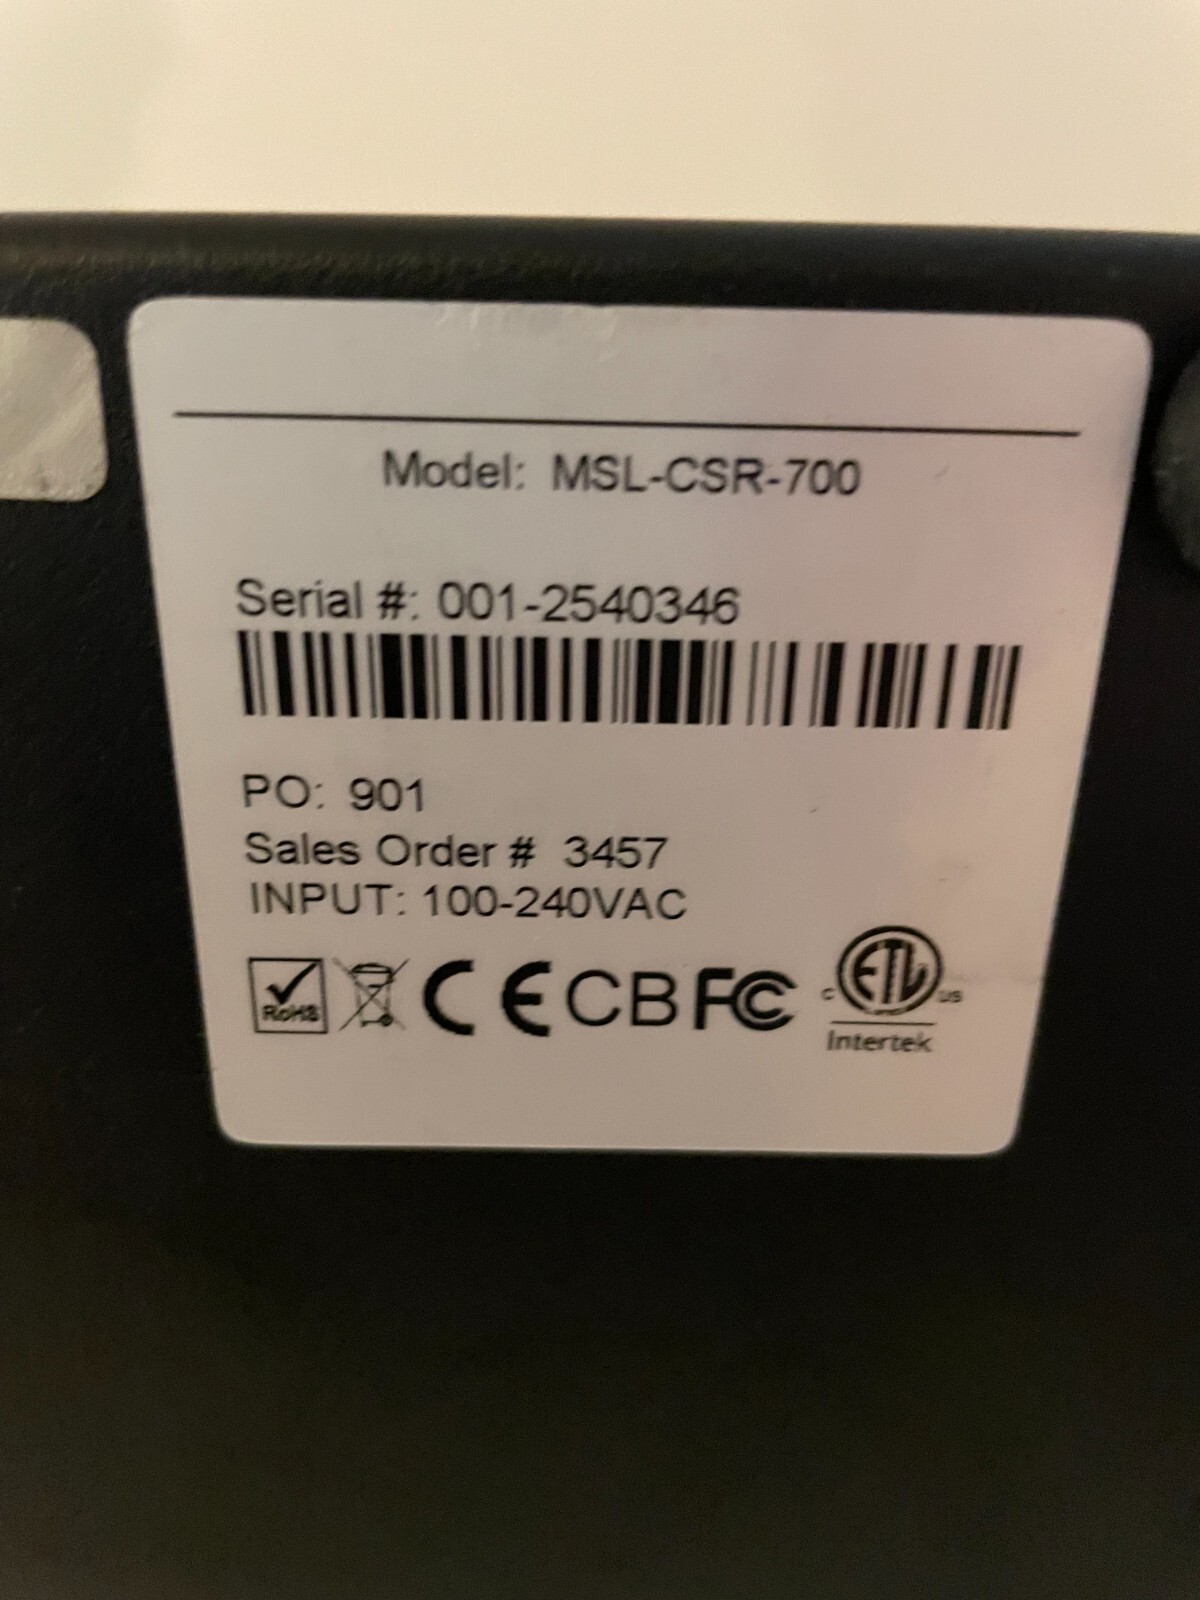 Model: MSL-CSR-700
Serial #: 001-2540346
PO: 901
Sales Order # 3457
INPUT: 100-240VAC
RoHS CE CB FC c ETL us
Intertek